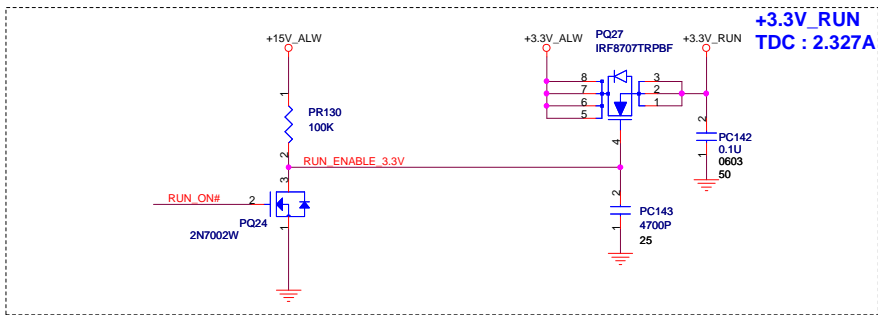 +3.3V_RUN
TDC : 2.327A
+15V_ALW
+3.3V_ALW
PQ27
IRF8707TRPBF
+3.3V_RUN
1
PR130
100K
2
8
7
6
5
3
2
1
4
RUN_ENABLE_3.3V
2
PC142
0.1U
0603
50
1
3
RUN_ON#
2
PQ24
2N7002W
1
2
PC143
4700P
25
1